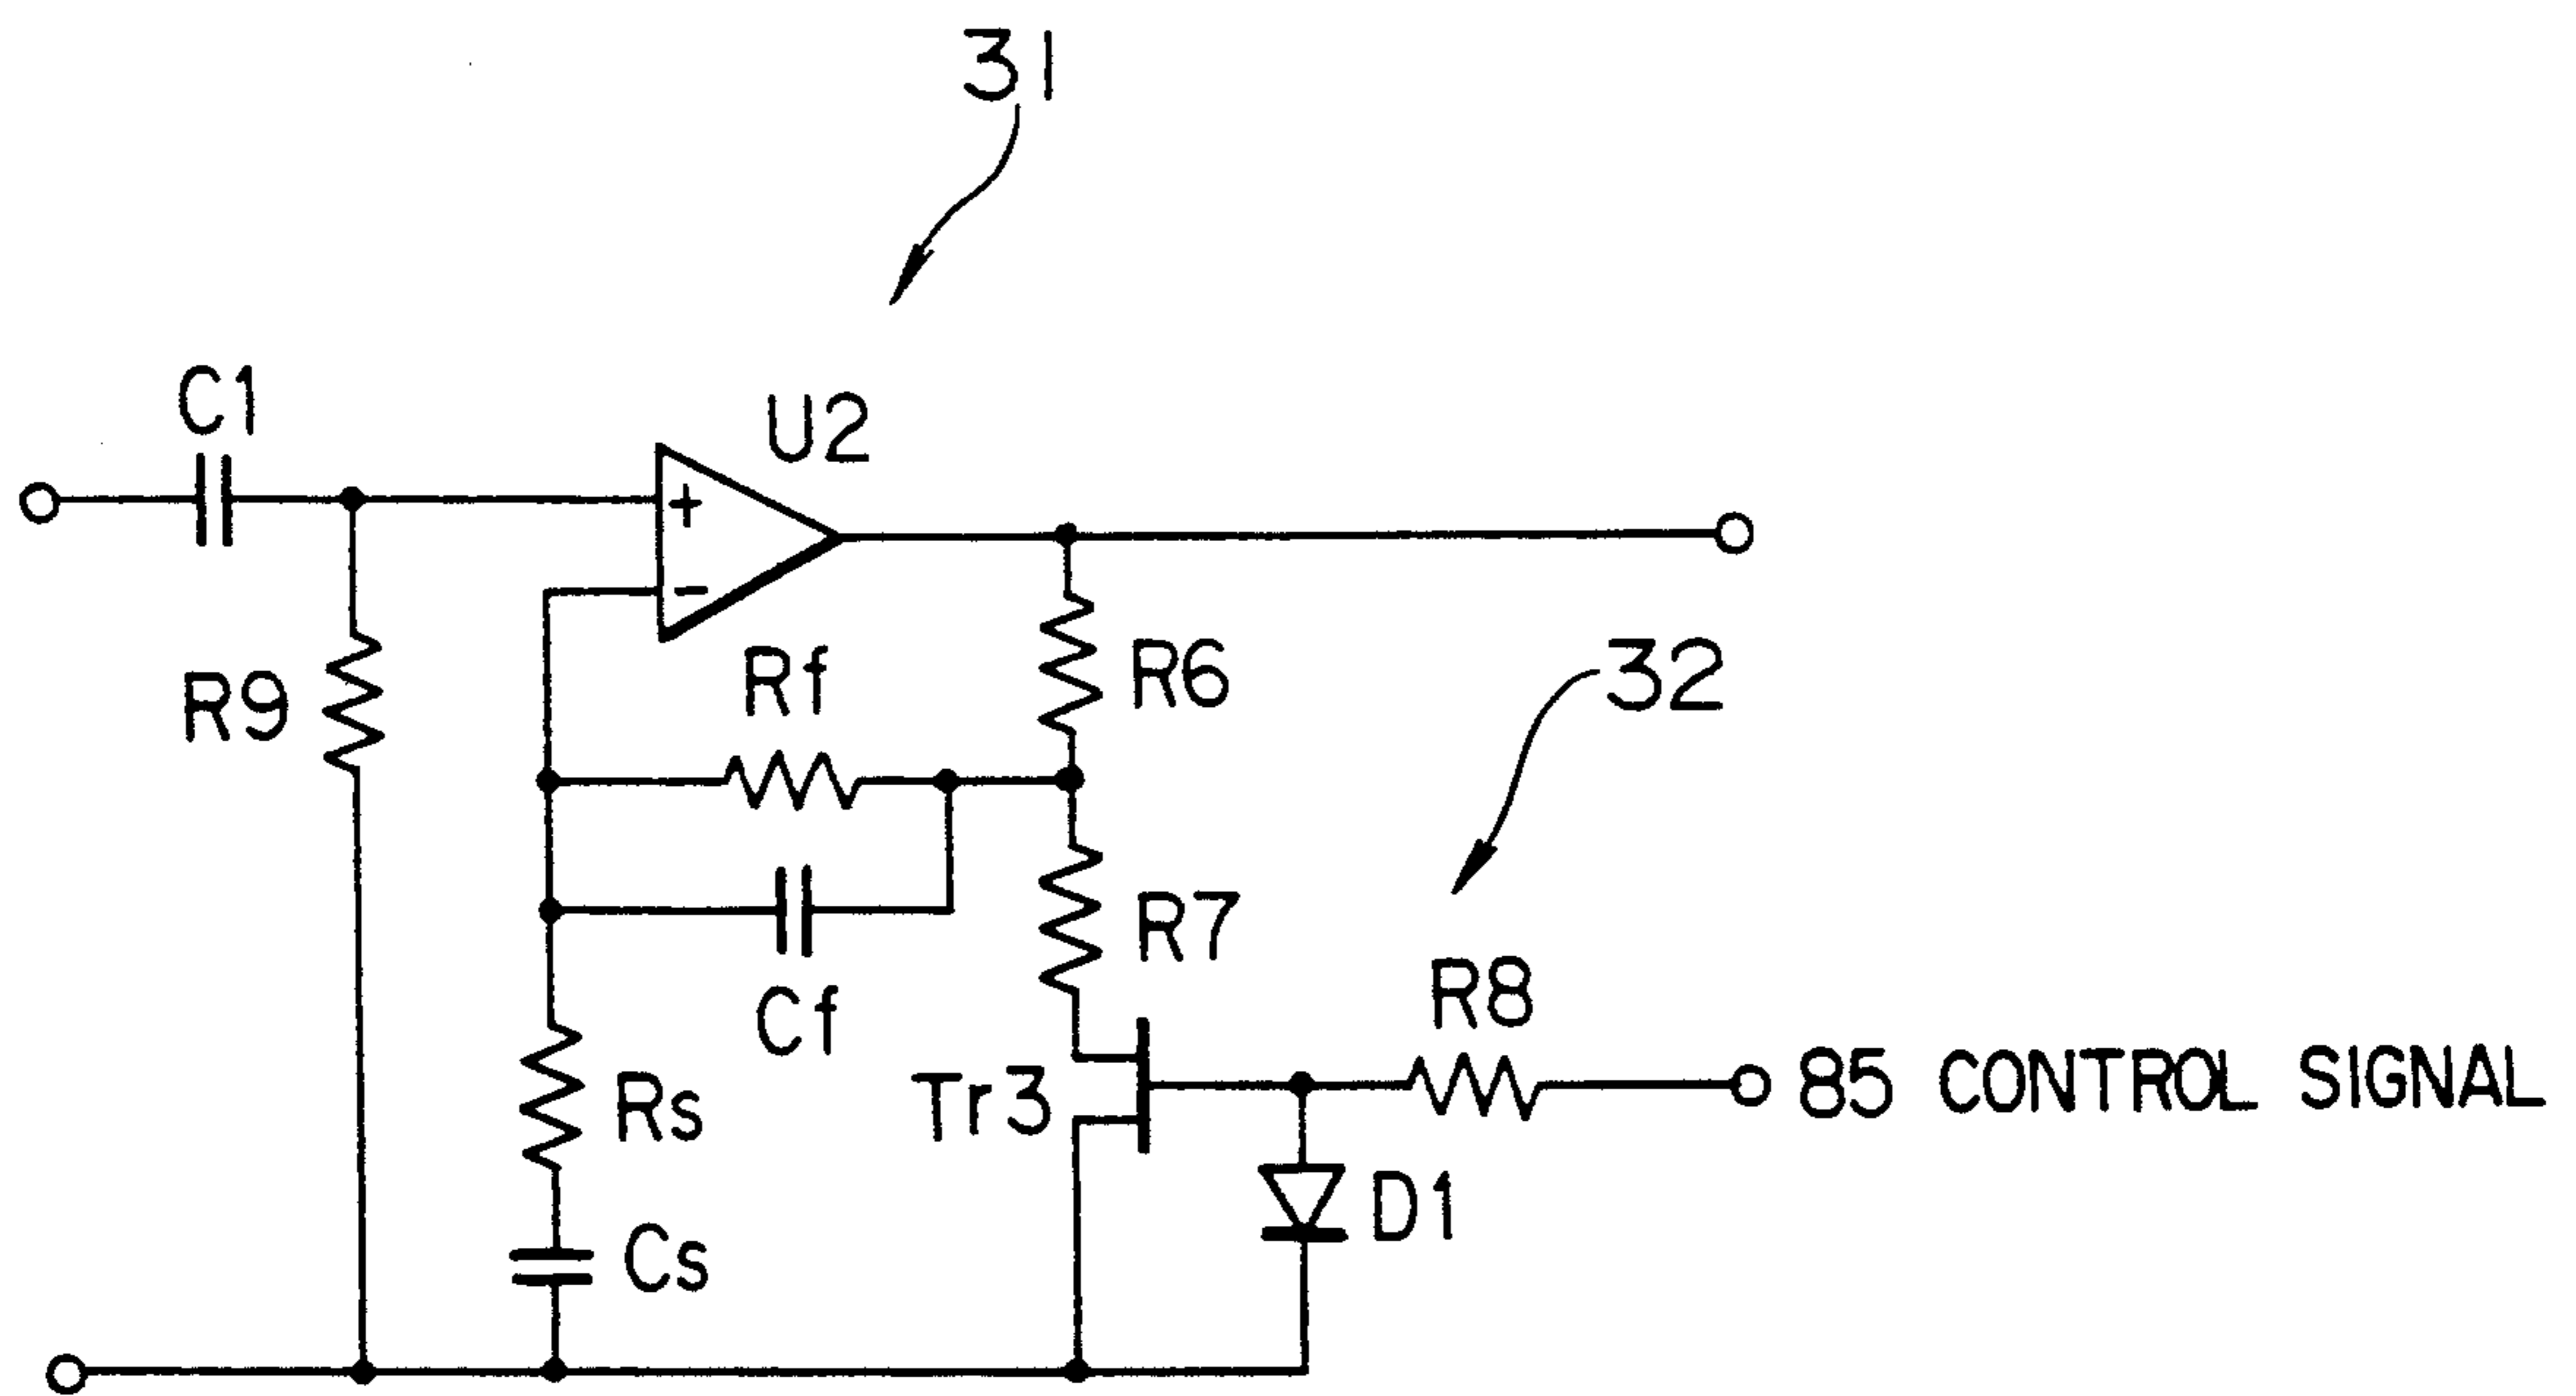 31
C1
U2
+
-
R9
Rf
R6
32
R7
Cf
R8
Rs
Tr3
85 CONTROL SIGNAL
D1
Cs